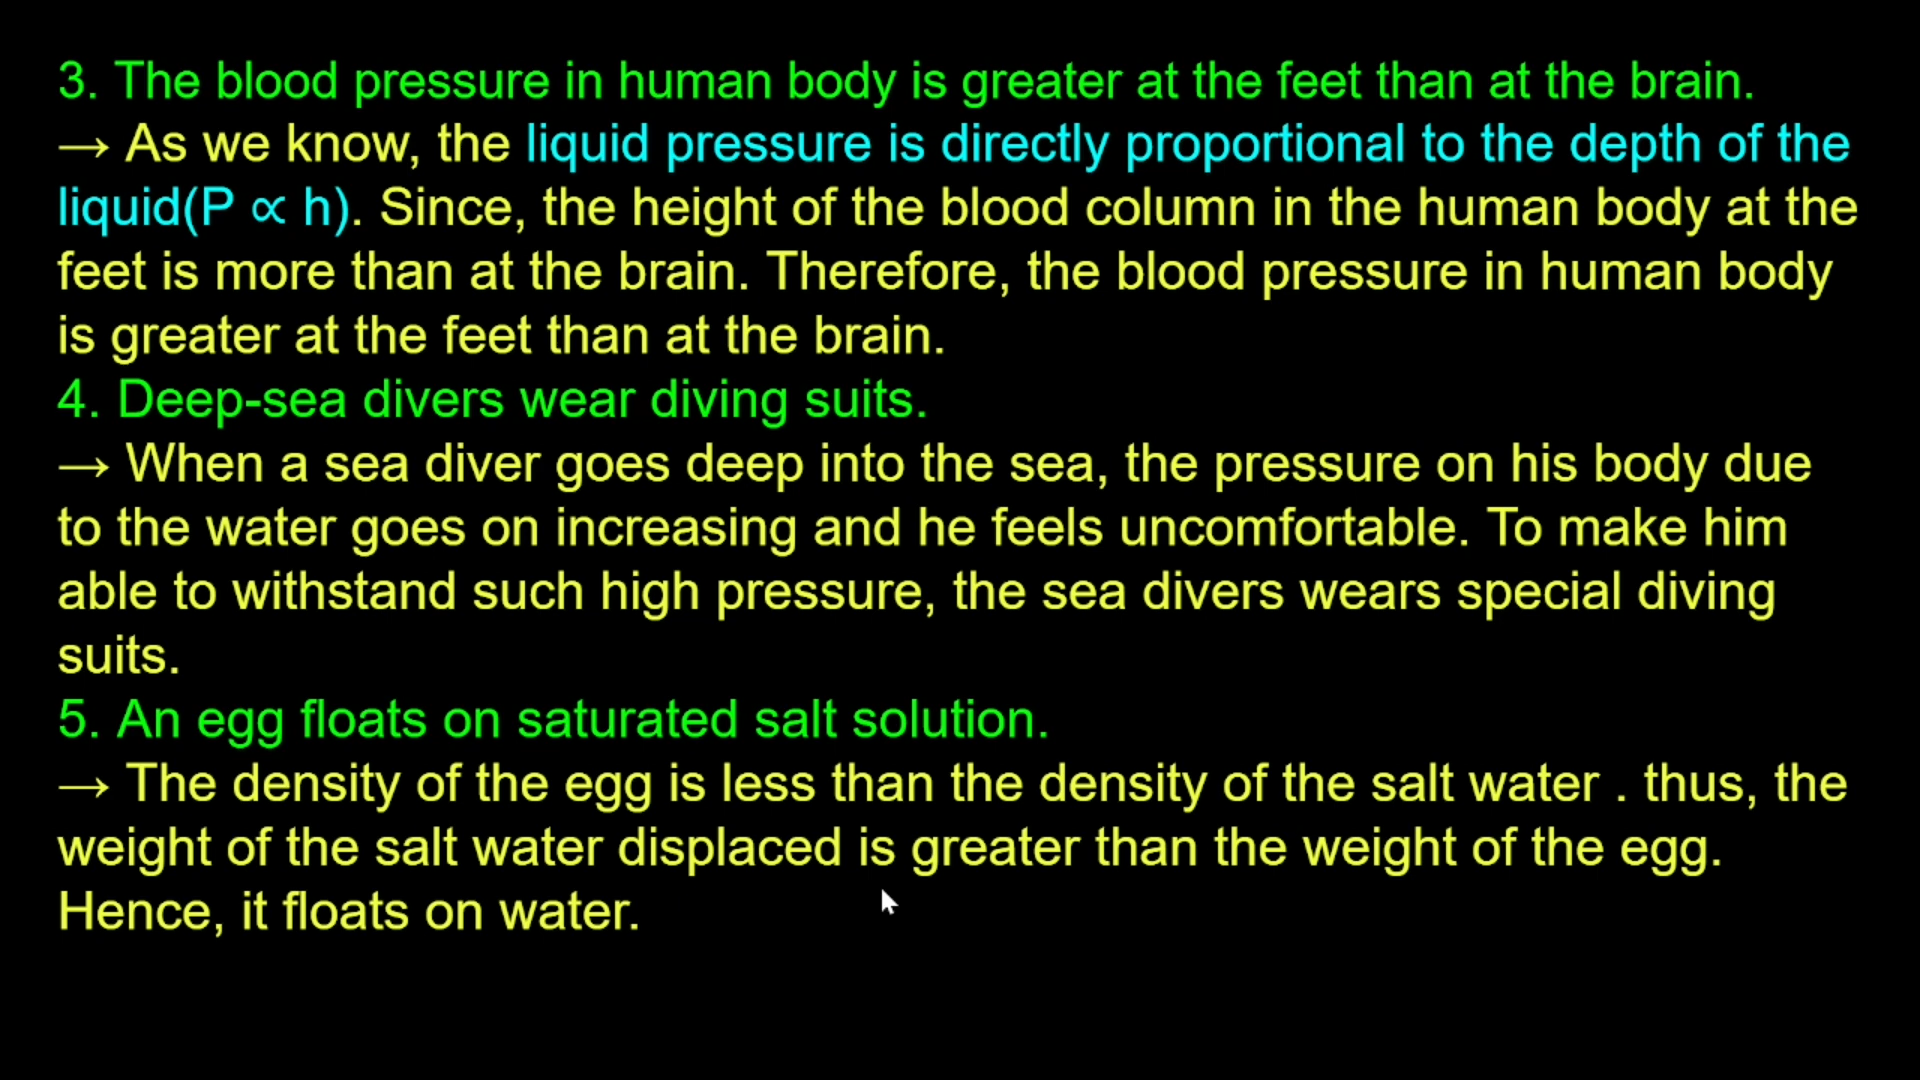 3. The blood pressure in human body is greater at the feet than at the brain.
→ As we know, the liquid pressure is directly proportional to the depth of the
liquid(P ∝ h). Since, the height of the blood column in the human body at the
feet is more than at the brain. Therefore, the blood pressure in human body
is greater at the feet than at the brain.
4. Deep-sea divers wear diving suits.
→ When a sea diver goes deep into the sea, the pressure on his body due
to the water goes on increasing and he feels uncomfortable. To make him
able to withstand such high pressure, the sea divers wears special diving
suits.
5. An egg floats on saturated salt solution.
→ The density of the egg is less than the density of the salt water . thus, the
weight of the salt water displaced is greater than the weight of the egg.
Hence, it floats on water.